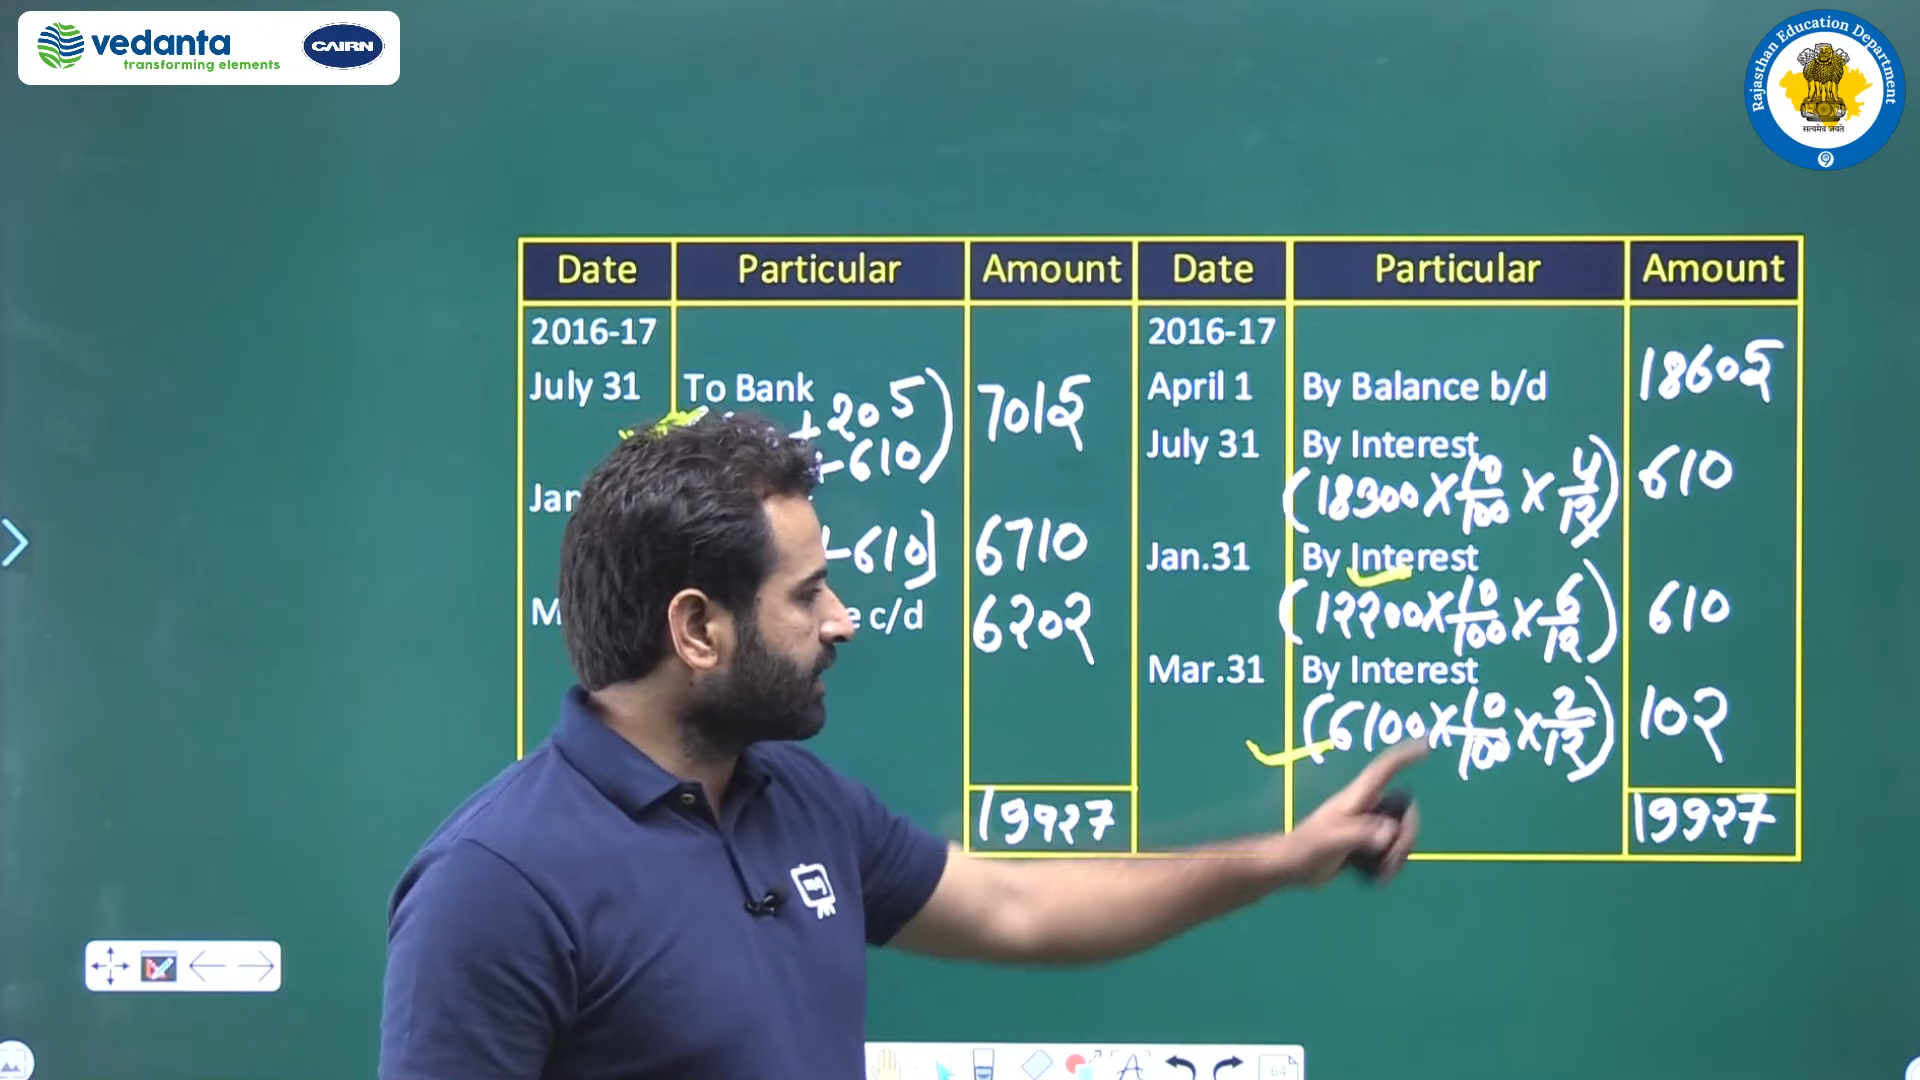 vedanta
transforming elements
CAIRN
Rajasthan Education Department
सत्यमेव जयते
Date Particular Amount Date Particular Amount
2016-17 2016-17
July 31 To Bank 7015 April 1 By Balance b/d 18605
+205)
+610)
July 31 By Interest 610
(18300×10/100×4/12)
Jan
+610] 6710
Jan.31 By Interest 610
(12200×10/100×6/12)
M e c/d 6202
Mar.31 By Interest 102
(6100×10/100×2/12)
19927 19927